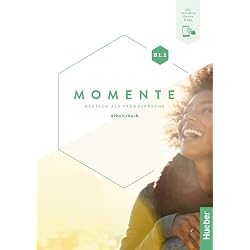 B1.1
MOMENTE
DEUTSCH ALS FREMDSPRACHE
Arbeitsbuch
Hueber